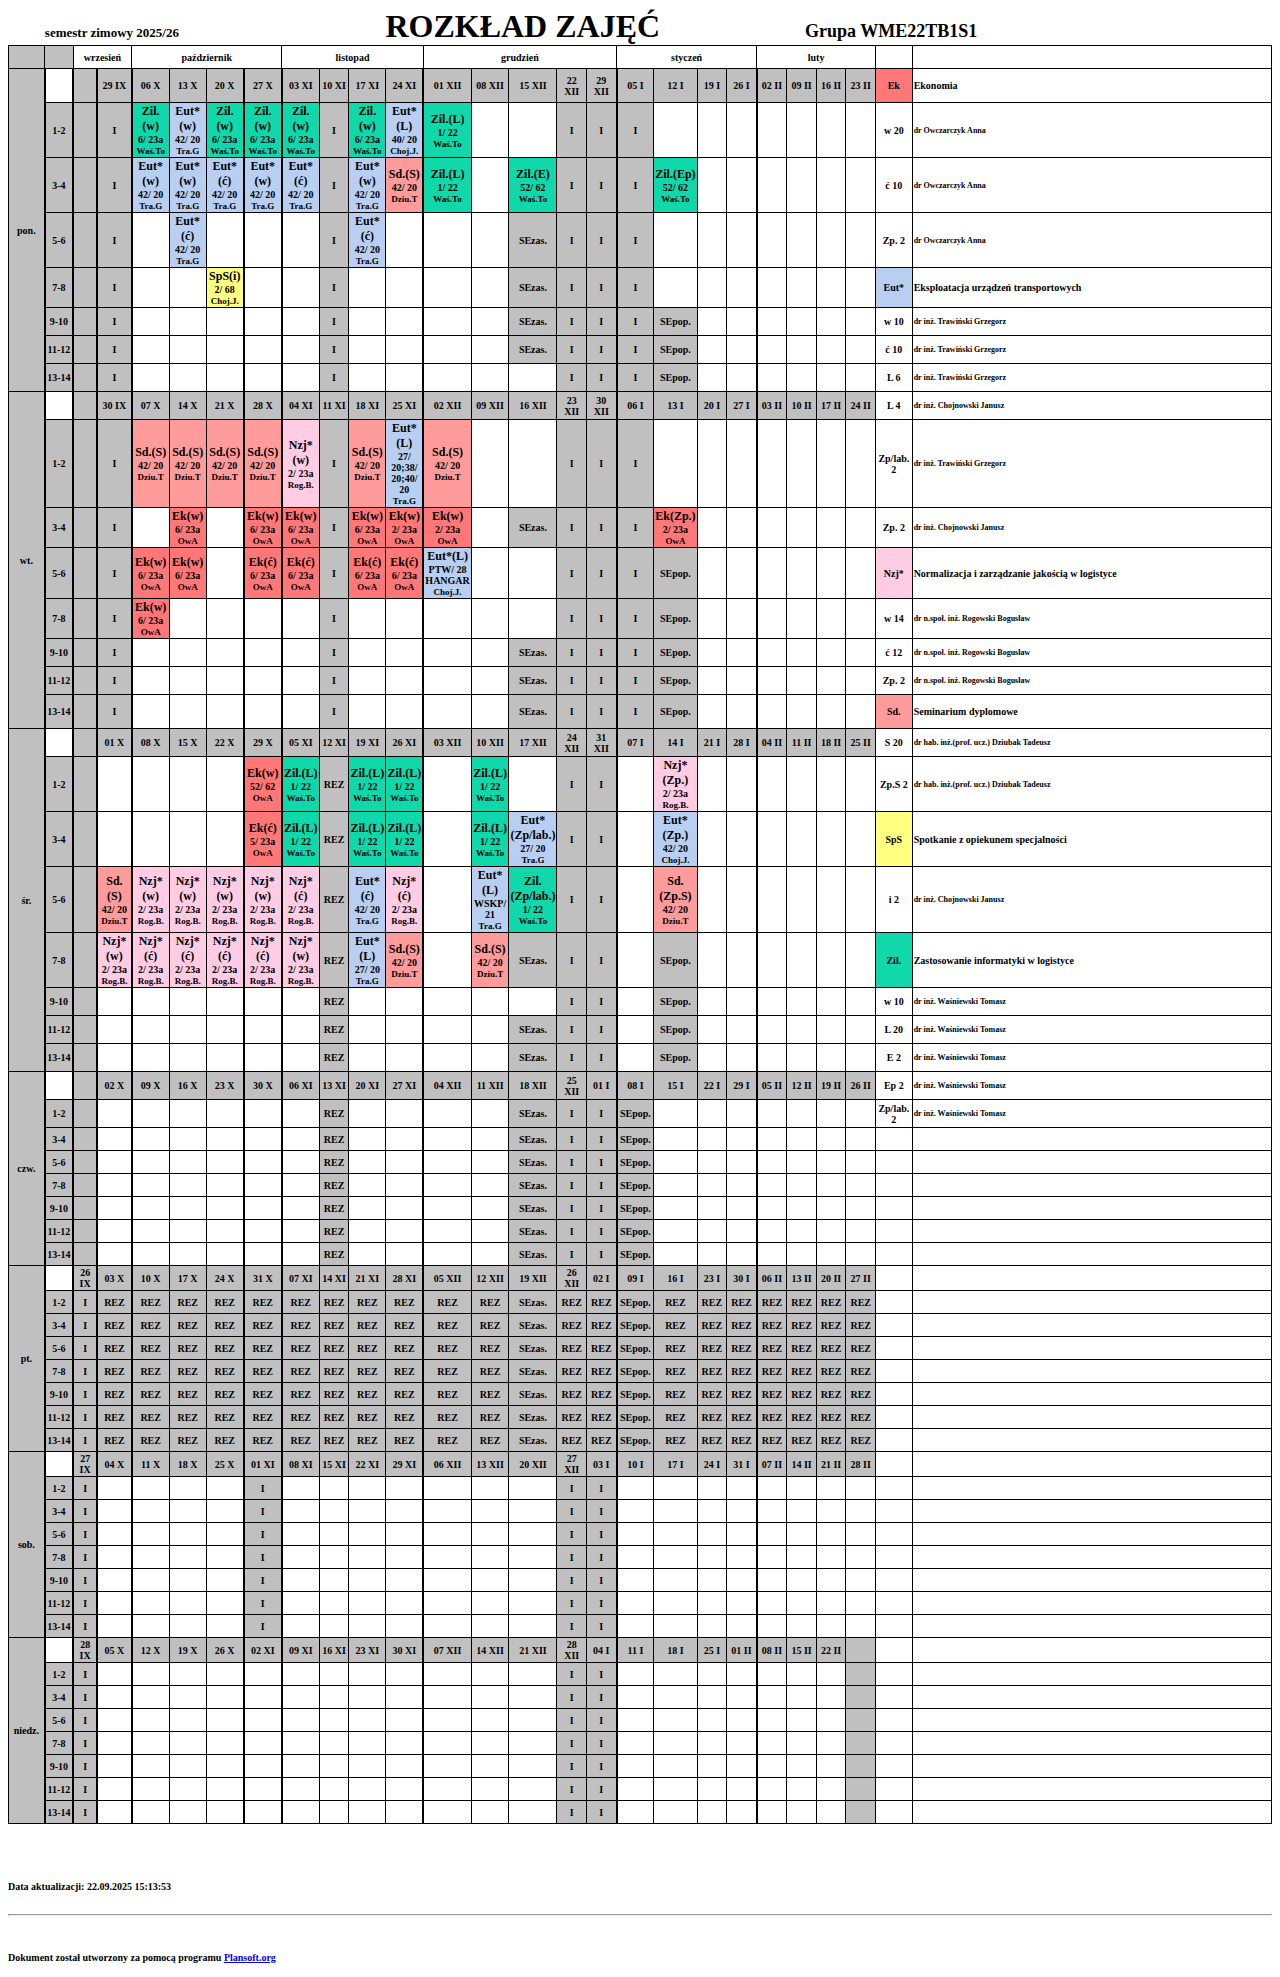 semestr zimowy 2025/26 ROZKŁAD ZAJĘĆ Grupa WME22TB1S1
wrzesień październik listopad grudzień styczeń luty
pon.
29 IX 06 X 13 X 20 X 27 X 03 XI 10 XI 17 XI 24 XI 01 XII 08 XII 15 XII 22 XII 29 XII 05 I 12 I 19 I 26 I 02 II 09 II 16 II 23 II Ek Ekonomia
1-2 I Zil.(w) 6/ 23a Waś.To Eut*(w) 42/ 20 Tra.G Zil.(w) 6/ 23a Waś.To Zil.(w) 6/ 23a Waś.To Zil.(w) 6/ 23a Waś.To I Zil.(w) 6/ 23a Waś.To Eut*(L) 40/ 20 Choj.J. Zil.(L) 1/ 22 Waś.To I I I w 20 dr Owczarczyk Anna
3-4 I Eut*(w) 42/ 20 Tra.G Eut*(w) 42/ 20 Tra.G Eut*(ć) 42/ 20 Tra.G Eut*(w) 42/ 20 Tra.G Eut*(ć) 42/ 20 Tra.G I Eut*(w) 42/ 20 Tra.G Sd.(S) 42/ 20 Dziu.T Zil.(L) 1/ 22 Waś.To Zil.(E) 52/ 62 Waś.To I I I Zil.(Ep) 52/ 62 Waś.To ć 10 dr Owczarczyk Anna
5-6 I Eut*(ć) 42/ 20 Tra.G I Eut*(ć) 42/ 20 Tra.G SEzas. I I I Zp. 2 dr Owczarczyk Anna
7-8 I SpS(i) 2/ 68 Choj.J. I SEzas. I I I Eut* Eksploatacja urządzeń transportowych
9-10 I I SEzas. I I I SEpop. w 10 dr inż. Trawiński Grzegorz
11-12 I I SEzas. I I I SEpop. ć 10 dr inż. Trawiński Grzegorz
13-14 I I I I I SEpop. L 6 dr inż. Trawiński Grzegorz
wt.
30 IX 07 X 14 X 21 X 28 X 04 XI 11 XI 18 XI 25 XI 02 XII 09 XII 16 XII 23 XII 30 XII 06 I 13 I 20 I 27 I 03 II 10 II 17 II 24 II L 4 dr inż. Chojnowski Janusz
1-2 I Sd.(S) 42/ 20 Dziu.T Sd.(S) 42/ 20 Dziu.T Sd.(S) 42/ 20 Dziu.T Sd.(S) 42/ 20 Dziu.T Nzj*(w) 2/ 23a Rog.B. I Sd.(S) 42/ 20 Dziu.T Eut*(L) 27/ 20;38/ 20;40/ 20 Tra.G Sd.(S) 42/ 20 Dziu.T I I I Zp/lab. 2 dr inż. Trawiński Grzegorz
3-4 I Ek(w) 6/ 23a OwA Ek(w) 6/ 23a OwA Ek(w) 6/ 23a OwA I Ek(w) 6/ 23a OwA Ek(w) 2/ 23a OwA Ek(w) 2/ 23a OwA SEzas. I I I Ek(Zp.) 2/ 23a OwA Zp. 2 dr inż. Chojnowski Janusz
5-6 I Ek(w) 6/ 23a OwA Ek(w) 6/ 23a OwA Ek(ć) 6/ 23a OwA Ek(ć) 6/ 23a OwA I Ek(ć) 6/ 23a OwA Ek(ć) 6/ 23a OwA Eut*(L) PTW/ 28 HANGAR Choj.J. I I I SEpop. Nzj* Normalizacja i zarządzanie jakością w logistyce
7-8 I Ek(w) 6/ 23a OwA I I I I SEpop. w 14 dr n.społ. inż. Rogowski Bogusław
9-10 I I SEzas. I I I SEpop. ć 12 dr n.społ. inż. Rogowski Bogusław
11-12 I I SEzas. I I I SEpop. Zp. 2 dr n.społ. inż. Rogowski Bogusław
13-14 I I SEzas. I I I SEpop. Sd. Seminarium dyplomowe
śr.
01 X 08 X 15 X 22 X 29 X 05 XI 12 XI 19 XI 26 XI 03 XII 10 XII 17 XII 24 XII 31 XII 07 I 14 I 21 I 28 I 04 II 11 II 18 II 25 II S 20 dr hab. inż.(prof. ucz.) Dziubak Tadeusz
1-2 Ek(w) 52/ 62 OwA Zil.(L) 1/ 22 Waś.To REZ Zil.(L) 1/ 22 Waś.To Zil.(L) 1/ 22 Waś.To Zil.(L) 1/ 22 Waś.To I I Nzj*(Zp.) 2/ 23a Rog.B. Zp.S 2 dr hab. inż.(prof. ucz.) Dziubak Tadeusz
3-4 Ek(ć) 5/ 23a OwA Zil.(L) 1/ 22 Waś.To REZ Zil.(L) 1/ 22 Waś.To Zil.(L) 1/ 22 Waś.To Zil.(L) 1/ 22 Waś.To Eut*(Zp/lab.) 27/ 20 Tra.G I I Eut*(Zp.) 42/ 20 Choj.J. SpS Spotkanie z opiekunem specjalności
5-6 Sd.(S) 42/ 20 Dziu.T Nzj*(w) 2/ 23a Rog.B. Nzj*(w) 2/ 23a Rog.B. Nzj*(w) 2/ 23a Rog.B. Nzj*(w) 2/ 23a Rog.B. Nzj*(ć) 2/ 23a Rog.B. REZ Eut*(ć) 42/ 20 Tra.G Nzj*(ć) 2/ 23a Rog.B. Eut*(L) WSKP/ 21 Tra.G Zil.(Zp/lab.) 1/ 22 Waś.To I I Sd.(Zp.S) 42/ 20 Dziu.T i 2 dr inż. Chojnowski Janusz
7-8 Nzj*(w) 2/ 23a Rog.B. Nzj*(ć) 2/ 23a Rog.B. Nzj*(ć) 2/ 23a Rog.B. Nzj*(ć) 2/ 23a Rog.B. Nzj*(ć) 2/ 23a Rog.B. Nzj*(w) 2/ 23a Rog.B. REZ Eut*(L) 27/ 20 Tra.G Sd.(S) 42/ 20 Dziu.T Sd.(S) 42/ 20 Dziu.T SEzas. I I SEpop. Zil. Zastosowanie informatyki w logistyce
9-10 REZ I I SEpop. w 10 dr inż. Waśniewski Tomasz
11-12 REZ SEzas. I I SEpop. L 20 dr inż. Waśniewski Tomasz
13-14 REZ SEzas. I I SEpop. E 2 dr inż. Waśniewski Tomasz
czw.
02 X 09 X 16 X 23 X 30 X 06 XI 13 XI 20 XI 27 XI 04 XII 11 XII 18 XII 25 XII 01 I 08 I 15 I 22 I 29 I 05 II 12 II 19 II 26 II Ep 2 dr inż. Waśniewski Tomasz
1-2 REZ SEzas. I I SEpop. Zp/lab. 2 dr inż. Waśniewski Tomasz
3-4 REZ SEzas. I I SEpop.
5-6 REZ SEzas. I I SEpop.
7-8 REZ SEzas. I I SEpop.
9-10 REZ SEzas. I I SEpop.
11-12 REZ SEzas. I I SEpop.
13-14 REZ SEzas. I I SEpop.
pt.
26 IX 03 X 10 X 17 X 24 X 31 X 07 XI 14 XI 21 XI 28 XI 05 XII 12 XII 19 XII 26 XII 02 I 09 I 16 I 23 I 30 I 06 II 13 II 20 II 27 II
1-2 I REZ REZ REZ REZ REZ REZ REZ REZ REZ REZ REZ SEzas. REZ REZ SEpop. REZ REZ REZ REZ REZ REZ REZ
3-4 I REZ REZ REZ REZ REZ REZ REZ REZ REZ REZ REZ SEzas. REZ REZ SEpop. REZ REZ REZ REZ REZ REZ REZ
5-6 I REZ REZ REZ REZ REZ REZ REZ REZ REZ REZ REZ SEzas. REZ REZ SEpop. REZ REZ REZ REZ REZ REZ REZ
7-8 I REZ REZ REZ REZ REZ REZ REZ REZ REZ REZ REZ SEzas. REZ REZ SEpop. REZ REZ REZ REZ REZ REZ REZ
9-10 I REZ REZ REZ REZ REZ REZ REZ REZ REZ REZ REZ SEzas. REZ REZ SEpop. REZ REZ REZ REZ REZ REZ REZ
11-12 I REZ REZ REZ REZ REZ REZ REZ REZ REZ REZ REZ SEzas. REZ REZ SEpop. REZ REZ REZ REZ REZ REZ REZ
13-14 I REZ REZ REZ REZ REZ REZ REZ REZ REZ REZ REZ SEzas. REZ REZ SEpop. REZ REZ REZ REZ REZ REZ REZ
sob.
27 IX 04 X 11 X 18 X 25 X 01 XI 08 XI 15 XI 22 XI 29 XI 06 XII 13 XII 20 XII 27 XII 03 I 10 I 17 I 24 I 31 I 07 II 14 II 21 II 28 II
1-2 I I I I
3-4 I I I I
5-6 I I I I
7-8 I I I I
9-10 I I I I
11-12 I I I I
13-14 I I I I
niedz.
28 IX 05 X 12 X 19 X 26 X 02 XI 09 XI 16 XI 23 XI 30 XI 07 XII 14 XII 21 XII 28 XII 04 I 11 I 18 I 25 I 01 II 08 II 15 II 22 II
1-2 I I I
3-4 I I I
5-6 I I I
7-8 I I I
9-10 I I I
11-12 I I I
13-14 I I I
Data aktualizacji: 22.09.2025 15:13:53
Dokument został utworzony za pomocą programu Plansoft.org